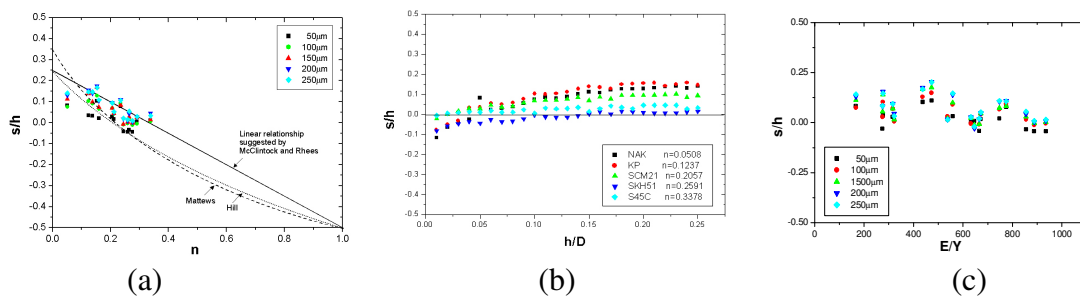 0.5
0.4
0.3
0.2
0.1
0.0
-0.1
-0.2
-0.3
-0.4
-0.5
s/h
0.0
0.2
0.4
0.6
0.8
1.0
n
50µm
100µm
150µm
200µm
250µm
Linear relationship
suggested by
McClintock and Rhees
Mattews
Hill
(a)
0.5
0.4
0.3
0.2
0.1
0.0
-0.1
-0.2
-0.3
-0.4
-0.5
s/h
0.00
0.05
0.10
0.15
0.20
0.25
h/D
NAK n=0.0508
KP n=0.1237
SCM21 n=0.2057
SKH51 n=0.2591
S45C n=0.3378
(b)
0.50
0.25
0.00
-0.25
-0.50
s/h
0
200
400
600
800
1000
E/Y
50µm
100µm
1500µm
200µm
250µm
(c)